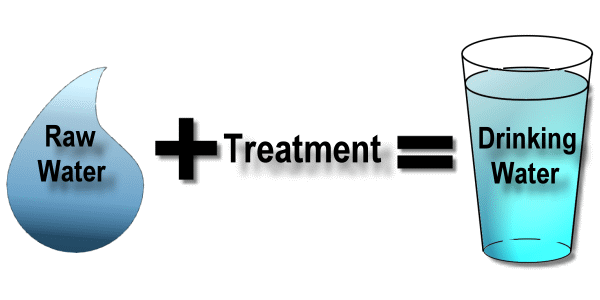 Raw
Water
+ Treatment =
Drinking
Water